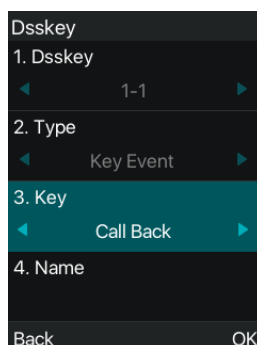 Dsskey
1. Dsskey
1-1
2. Type
Key Event
3. Key
Call Back
4. Name
Back OK